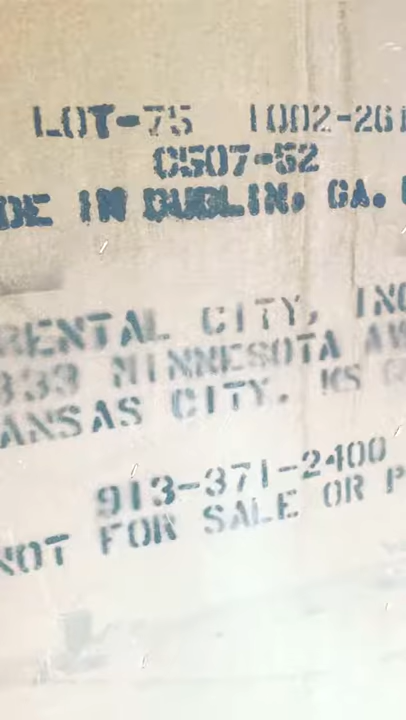 LOT-75 1002-261
C507-52
DE IN DUBLIN, GA.
RENTAL CITY, INC
MINNESOTA AV
ANSAS CITY, KS
913-371-2400
NOT FOR SALE OR P